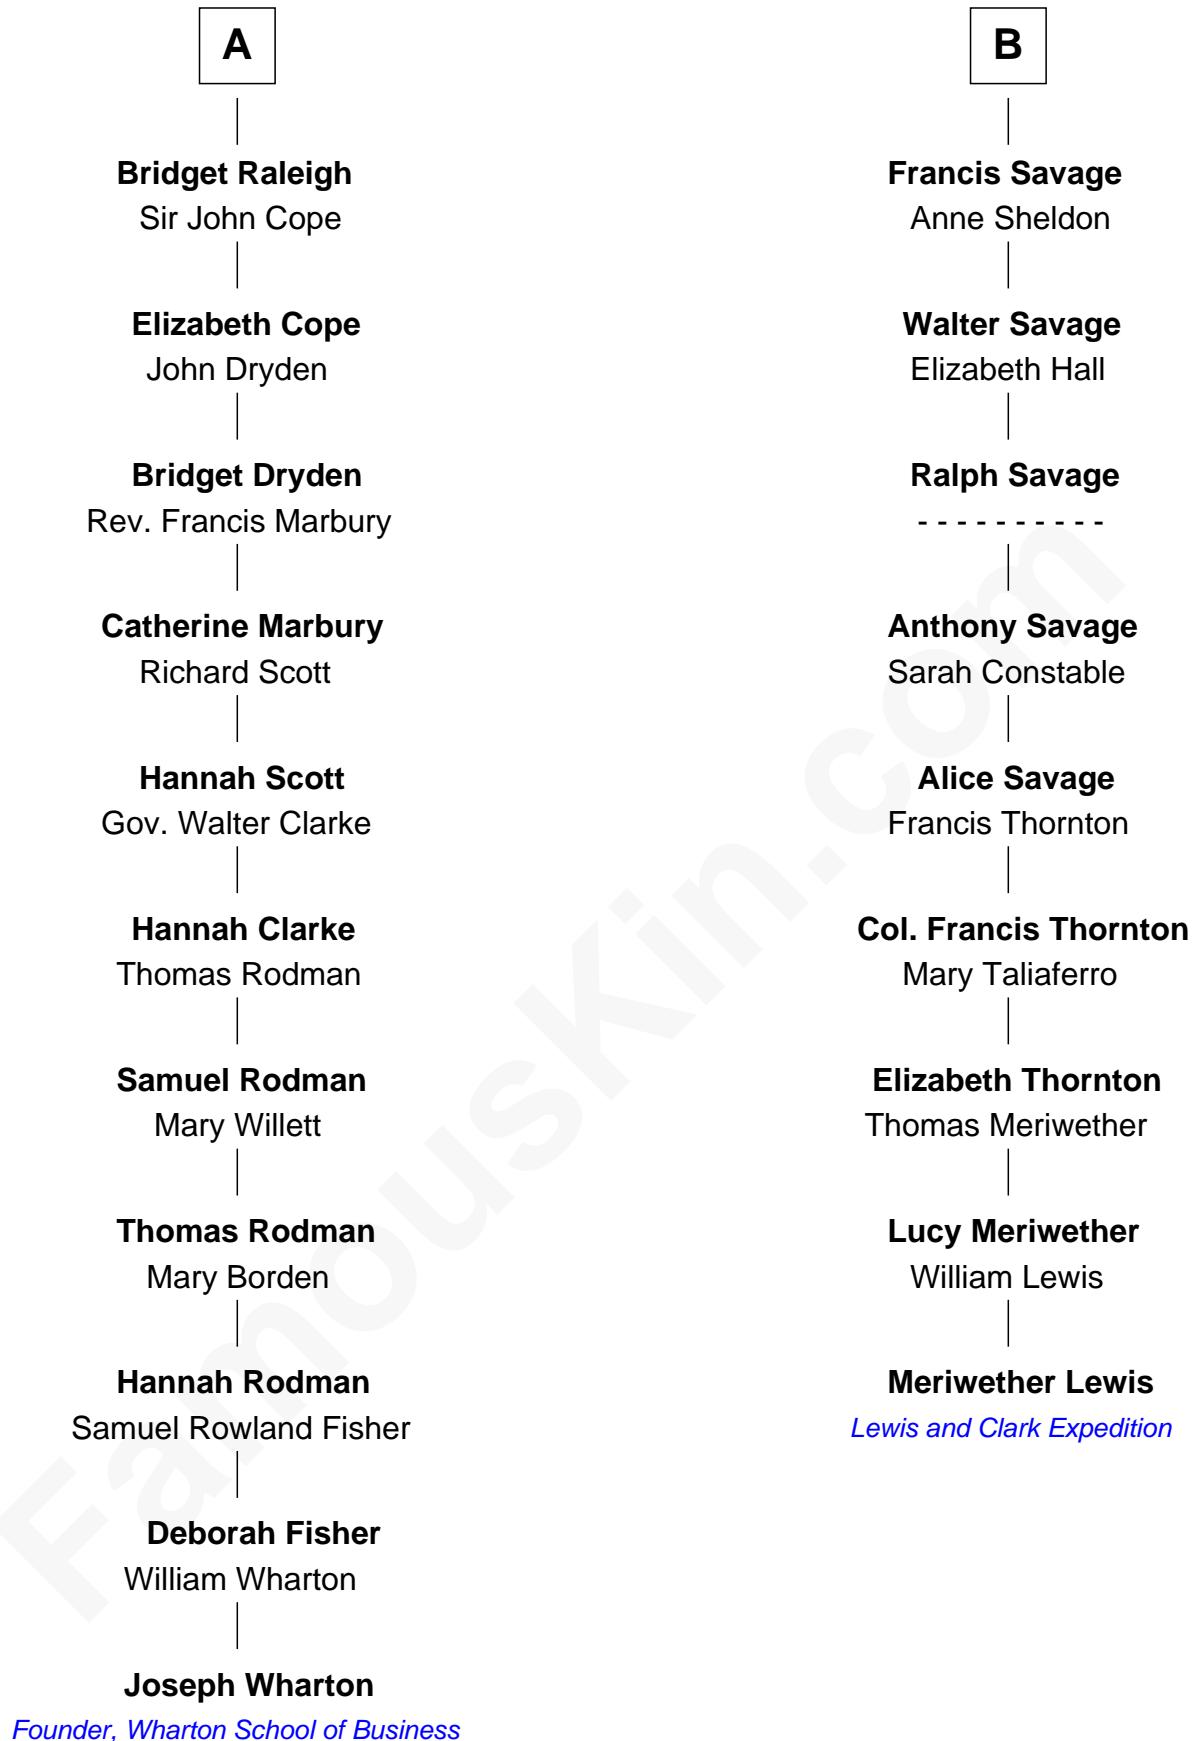 A
Bridget Raleigh
Sir John Cope
Elizabeth Cope
John Dryden
Bridget Dryden
Rev. Francis Marbury
Catherine Marbury
Richard Scott
Hannah Scott
Gov. Walter Clarke
Hannah Clarke
Thomas Rodman
Samuel Rodman
Mary Willett
Thomas Rodman
Mary Borden
Hannah Rodman
Samuel Rowland Fisher
Deborah Fisher
William Wharton
Joseph Wharton
Founder, Wharton School of Business
B
Francis Savage
Anne Sheldon
Walter Savage
Elizabeth Hall
Ralph Savage
- - - - - - - - - -
Anthony Savage
Sarah Constable
Alice Savage
Francis Thornton
Col. Francis Thornton
Mary Taliaferro
Elizabeth Thornton
Thomas Meriwether
Lucy Meriwether
William Lewis
Meriwether Lewis
Lewis and Clark Expedition
FamousKin.com